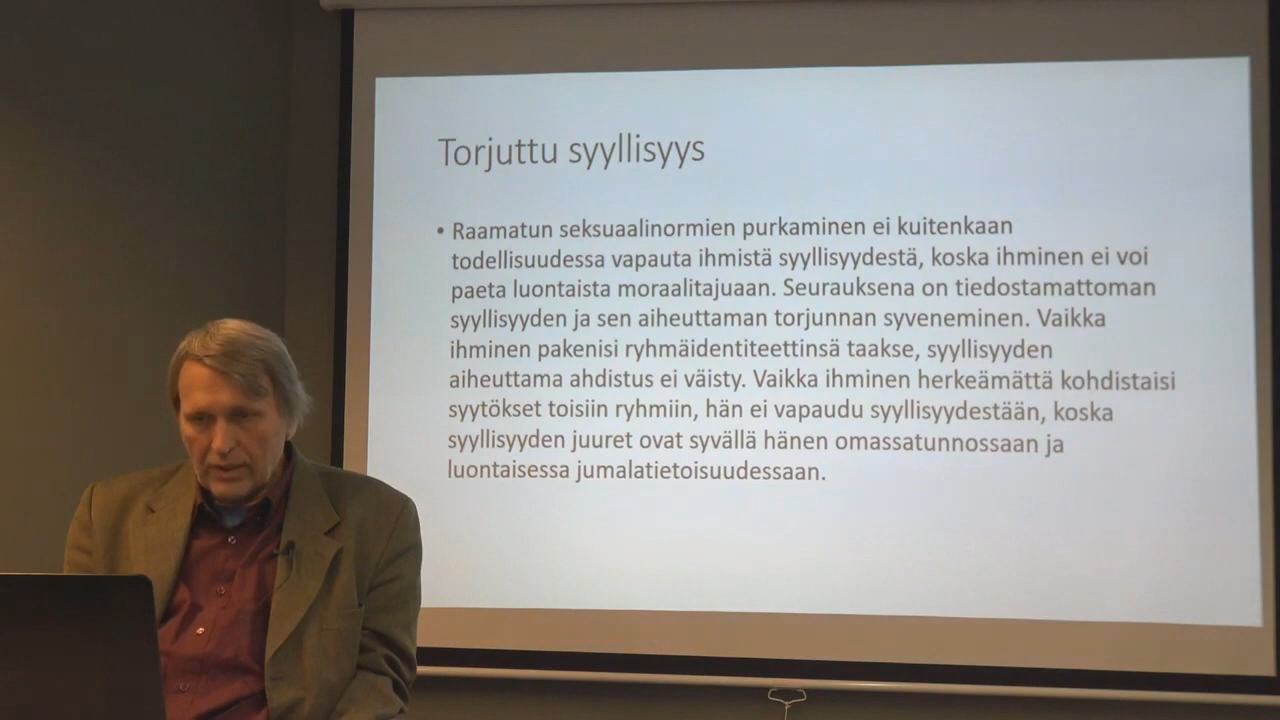 Torjuttu syyllisyys
• Raamatun seksuaalinormien purkaminen ei kuitenkaan
todellisuudessa vapauta ihmistä syyllisyydestä, koska ihminen ei voi
paeta luontaista moraalitajuaan. Seurauksena on tiedostamattoman
syyllisyyden ja sen aiheuttaman torjunnan syveneminen. Vaikka
ihminen pakenisi ryhmäidentiteettinsä taakse, syyllisyyden
aiheuttama ahdistus ei väisty. Vaikka ihminen herkeämättä kohdistaisi
syytökset toisiin ryhmiin, hän ei vapaudu syyllisyydestään, koska
syyllisyyden juuret ovat syvällä hänen omassatunnossaan ja
luontaisessa jumalatietoisuudessaan.